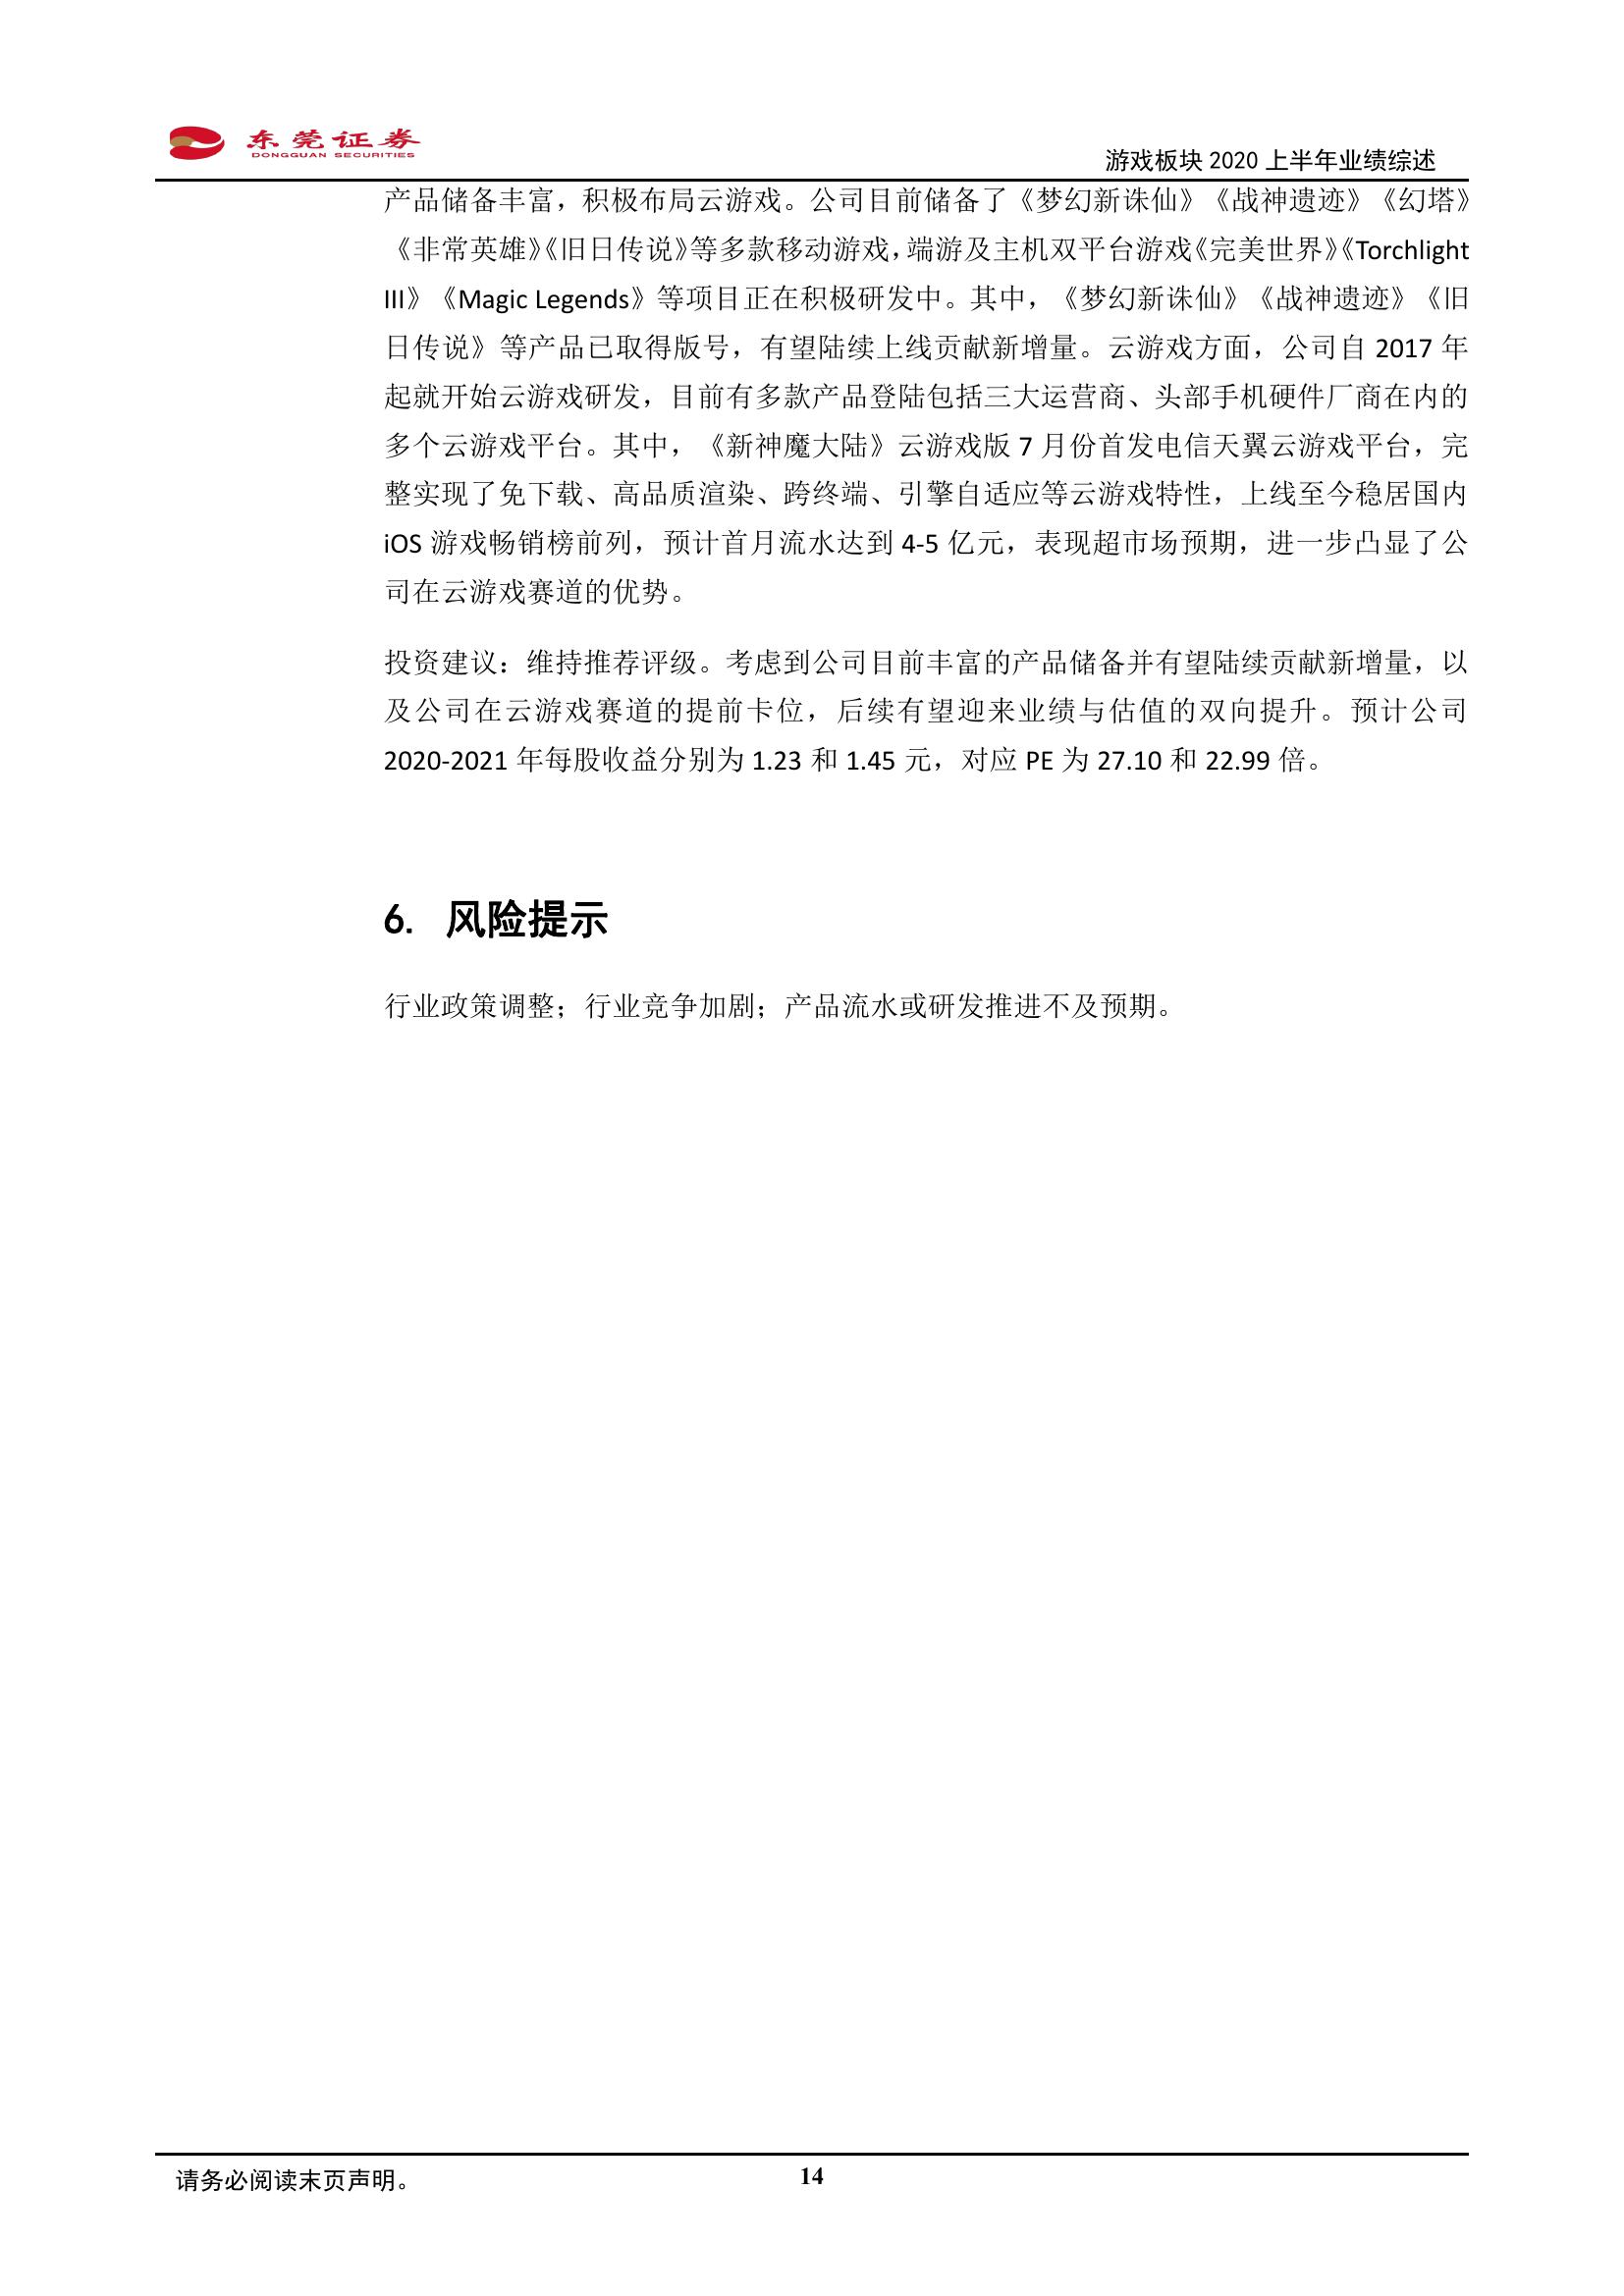 东莞证券
DONGGUAN SECURITIES
游戏板块 2020 上半年业绩综述
产品储备丰富，积极布局云游戏。公司目前储备了《梦幻新诛仙》《战神遗迹》《幻塔》
《非常英雄》《旧日传说》等多款移动游戏，端游及主机双平台游戏《完美世界》《Torchlight
III》《Magic Legends》等项目正在积极研发中。其中，《梦幻新诛仙》《战神遗迹》《旧
日传说》等产品已取得版号，有望陆续上线贡献新增量。云游戏方面，公司自 2017 年
起就开始云游戏研发，目前有多款产品登陆包括三大运营商、头部手机硬件厂商在内的
多个云游戏平台。其中，《新神魔大陆》云游戏版 7 月份首发电信天翼云游戏平台，完
整实现了免下载、高品质渲染、跨终端、引擎自适应等云游戏特性，上线至今稳居国内
iOS 游戏畅销榜前列，预计首月流水达到 4-5 亿元，表现超市场预期，进一步凸显了公
司在云游戏赛道的优势。
投资建议：维持推荐评级。考虑到公司目前丰富的产品储备并有望陆续贡献新增量，以
及公司在云游戏赛道的提前卡位，后续有望迎来业绩与估值的双向提升。预计公司
2020-2021 年每股收益分别为 1.23 和 1.45 元，对应 PE 为 27.10 和 22.99 倍。
6. 风险提示
行业政策调整；行业竞争加剧；产品流水或研发推进不及预期。
请务必阅读末页声明。
14